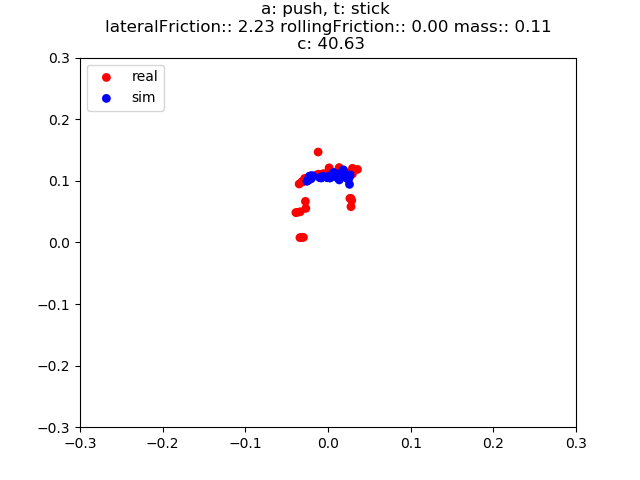 a: push, t: stick
lateralFriction:: 2.23 rollingFriction:: 0.00 mass:: 0.11
c: 40.63
0.3
0.2
0.1
0.0
−0.1
−0.2
−0.3
real
sim
−0.3
−0.2
−0.1
0.0
0.1
0.2
0.3